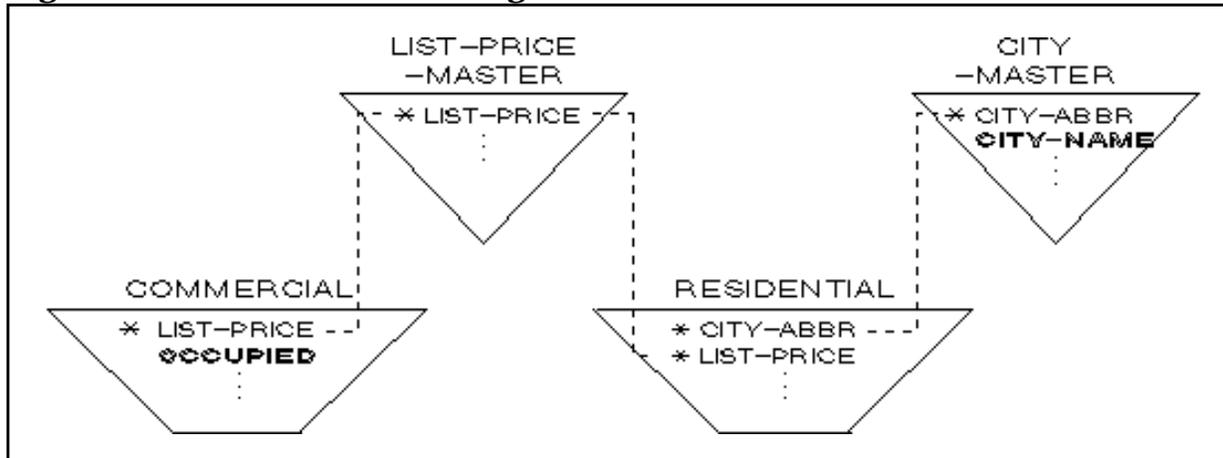 LIST-PRICE
-MASTER
* LIST-PRICE
CITY
-MASTER
* CITY-ABBR
CITY-NAME
COMMERCIAL
* LIST-PRICE
OCCUPIED
RESIDENTIAL
* CITY-ABBR
* LIST-PRICE